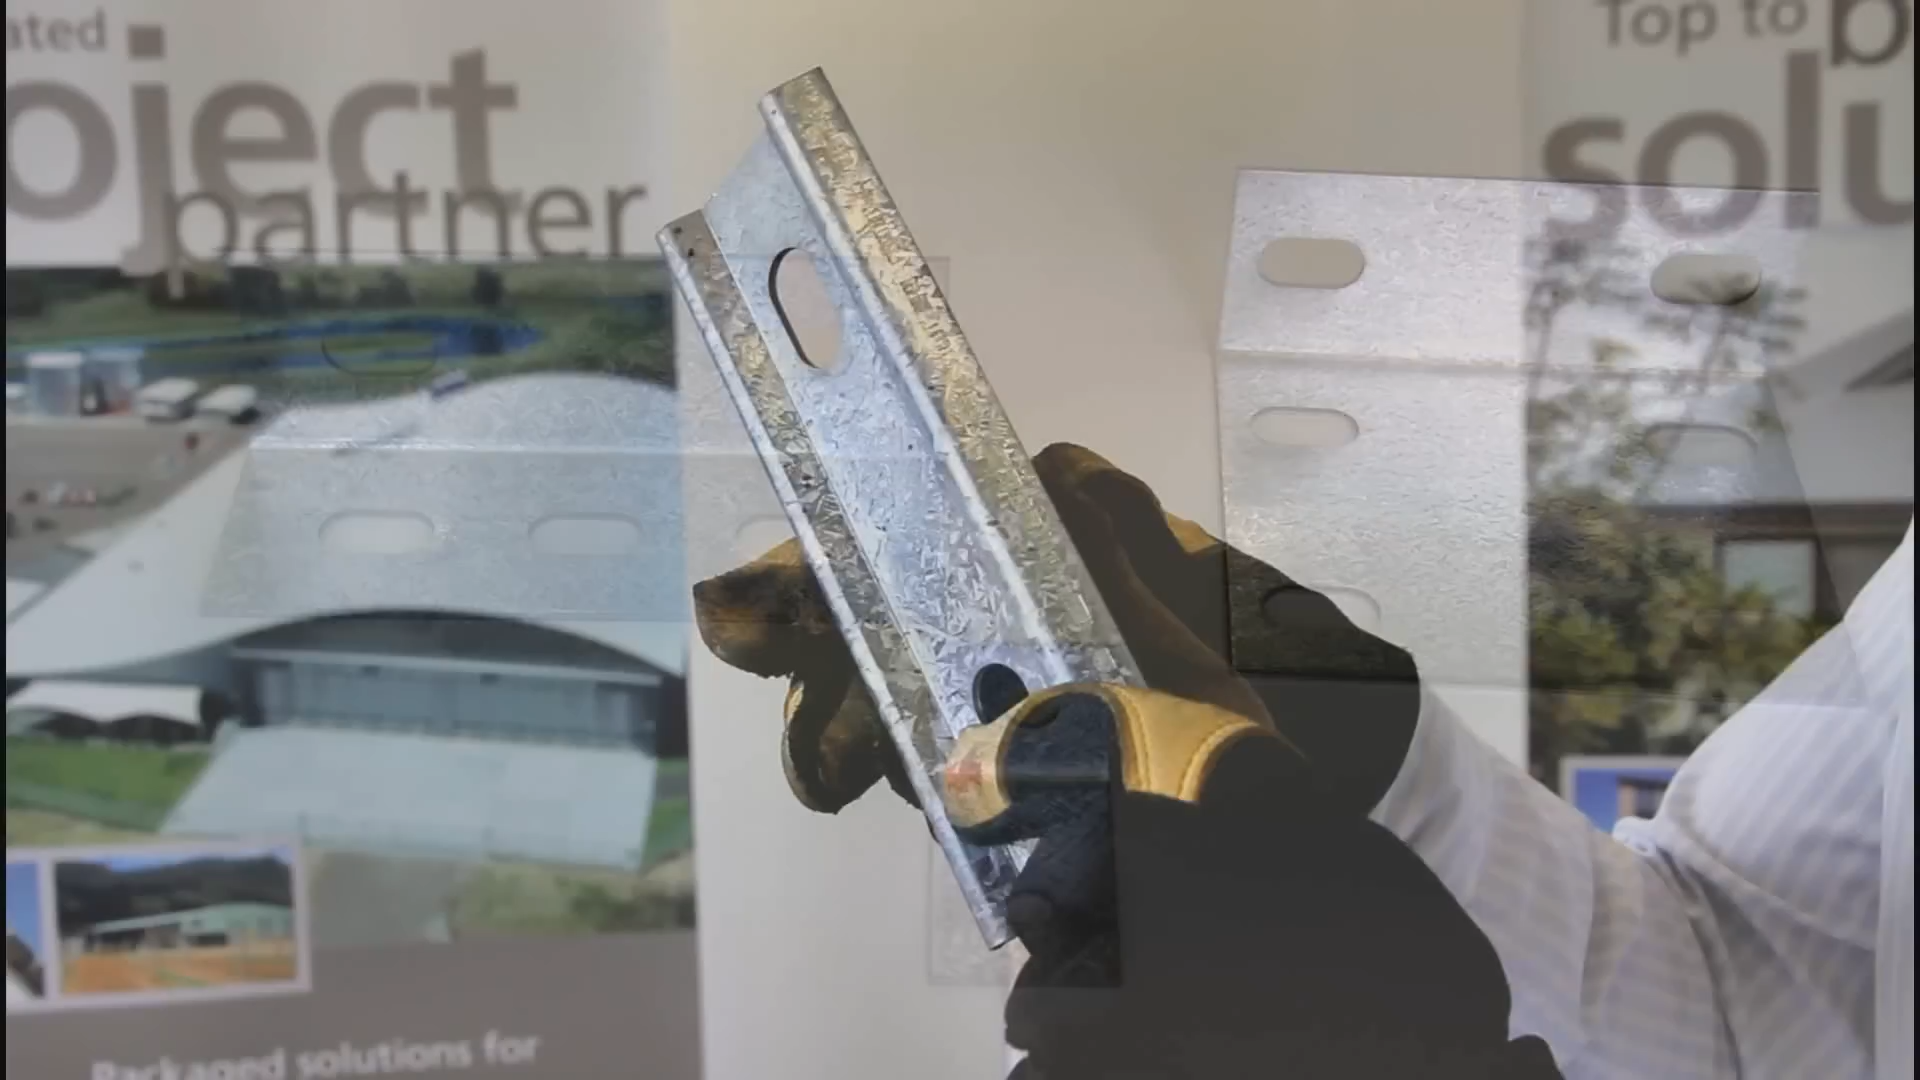 ated
oject
partner
Packaged solutions for
Top to b
solu